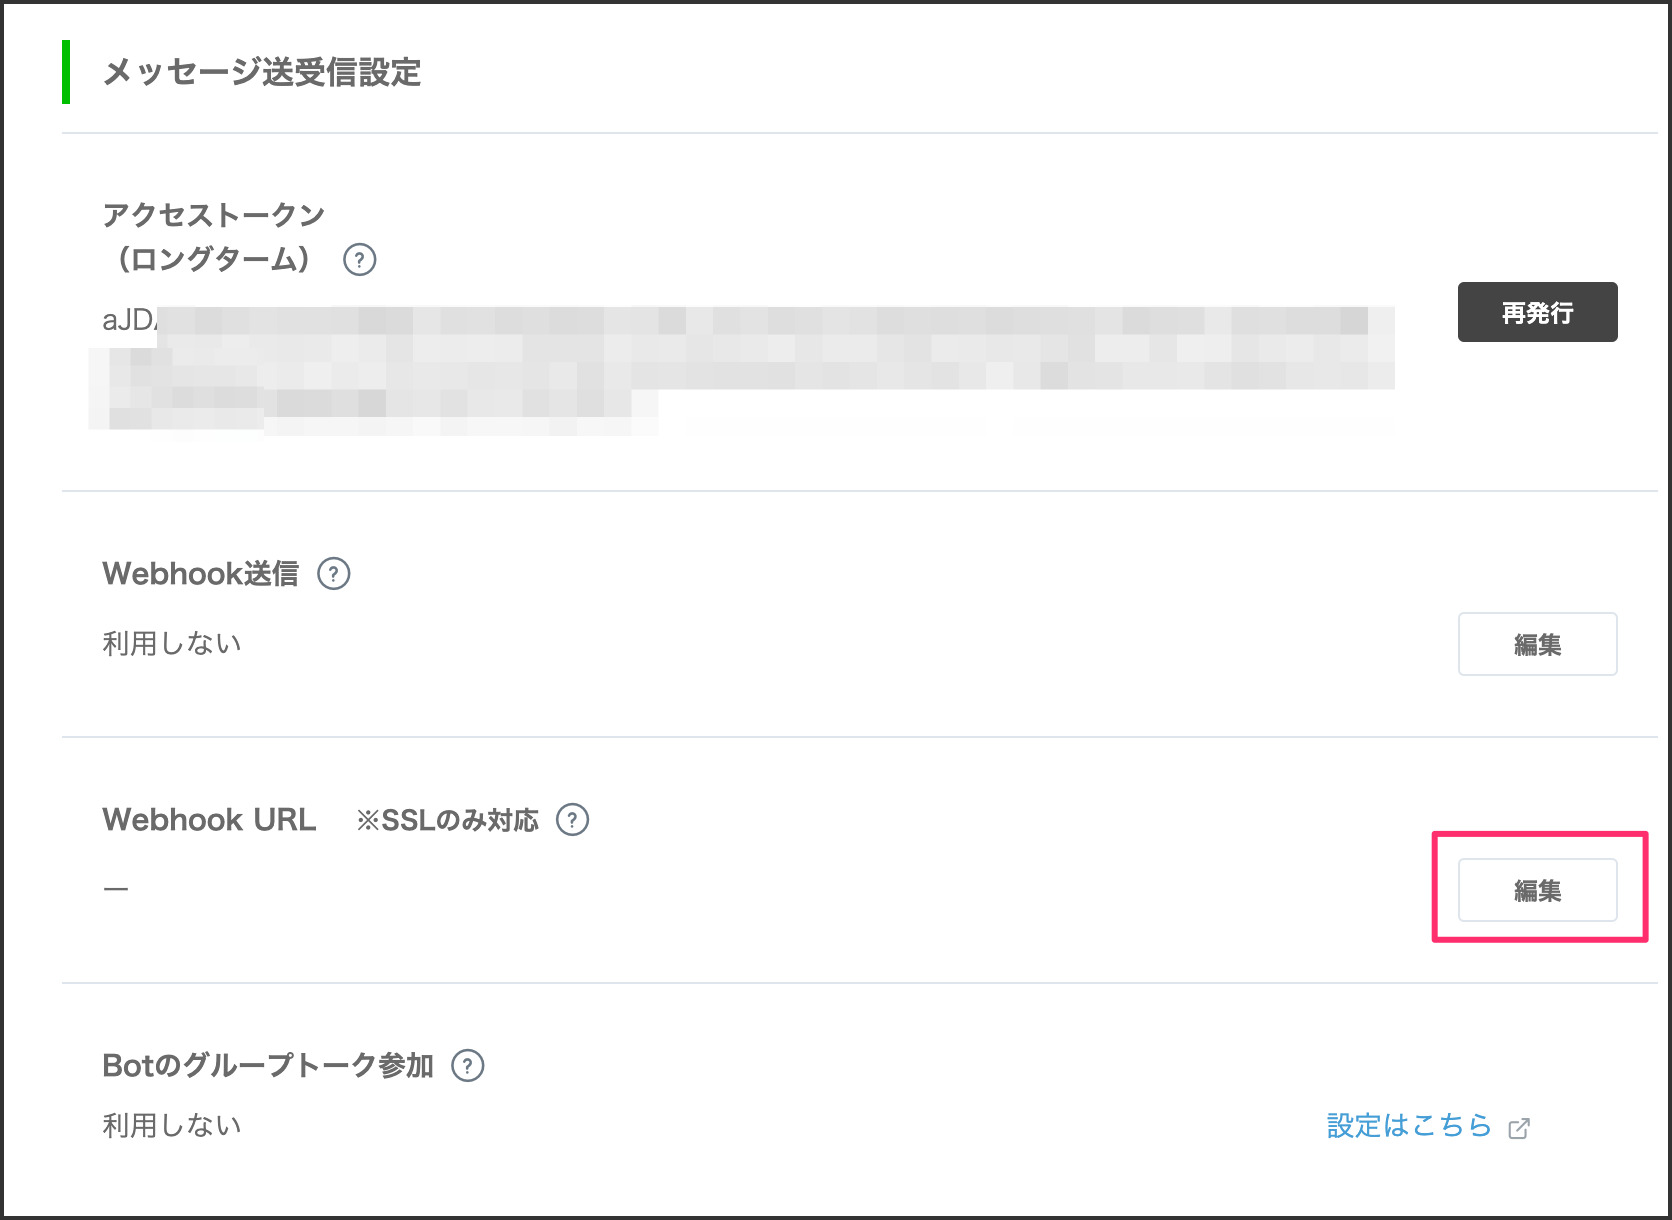 メッセージ送受信設定
アクセストークン
（ロングターム） ?
aJD
再発行
Webhook送信 ?
利用しない
編集
Webhook URL ※SSLのみ対応 ?
—
編集
Botのグループトーク参加 ?
利用しない
設定はこちら